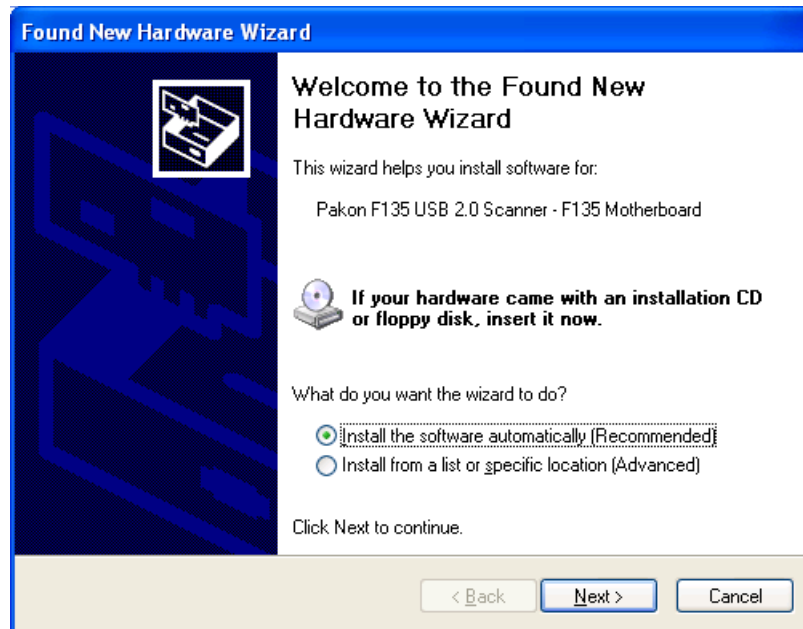 Found New Hardware Wizard
Welcome to the Found New
Hardware Wizard
This wizard helps you install software for:
Pakon F135 USB 2.0 Scanner - F135 Motherboard
If your hardware came with an installation CD
or floppy disk, insert it now.
What do you want the wizard to do?
Install the software automatically (Recommended)
Install from a list or specific location (Advanced)
Click Next to continue.
< Back Next > Cancel